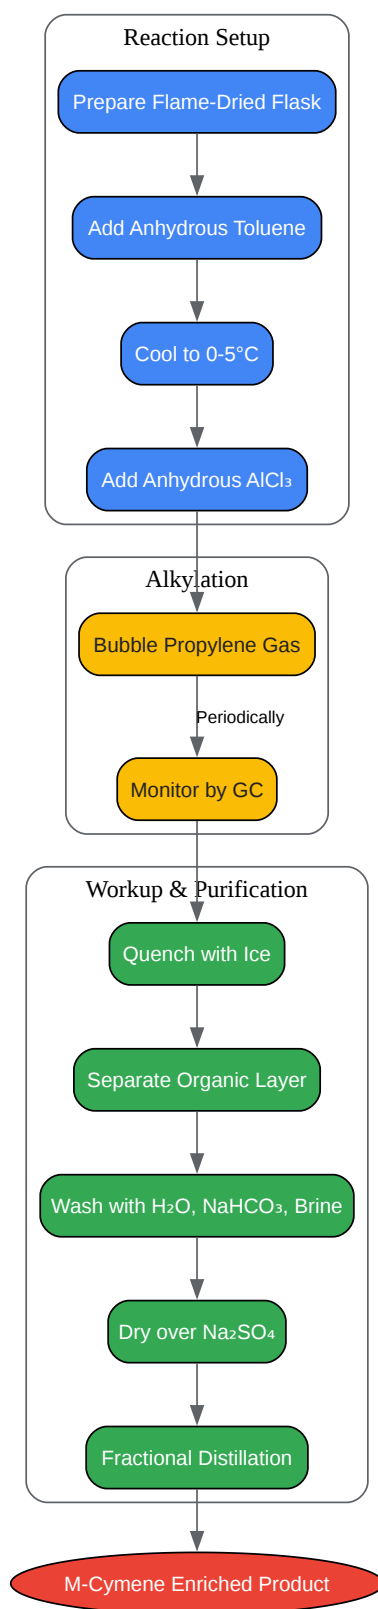 Reaction Setup
Prepare Flame-Dried Flask
Add Anhydrous Toluene
Cool to 0-5°C
Add Anhydrous AlCl₃
Alkylation
Bubble Propylene Gas
Periodically
Monitor by GC
Workup & Purification
Quench with Ice
Separate Organic Layer
Wash with H₂O, NaHCO₃, Brine
Dry over Na₂SO₄
Fractional Distillation
M-Cymene Enriched Product